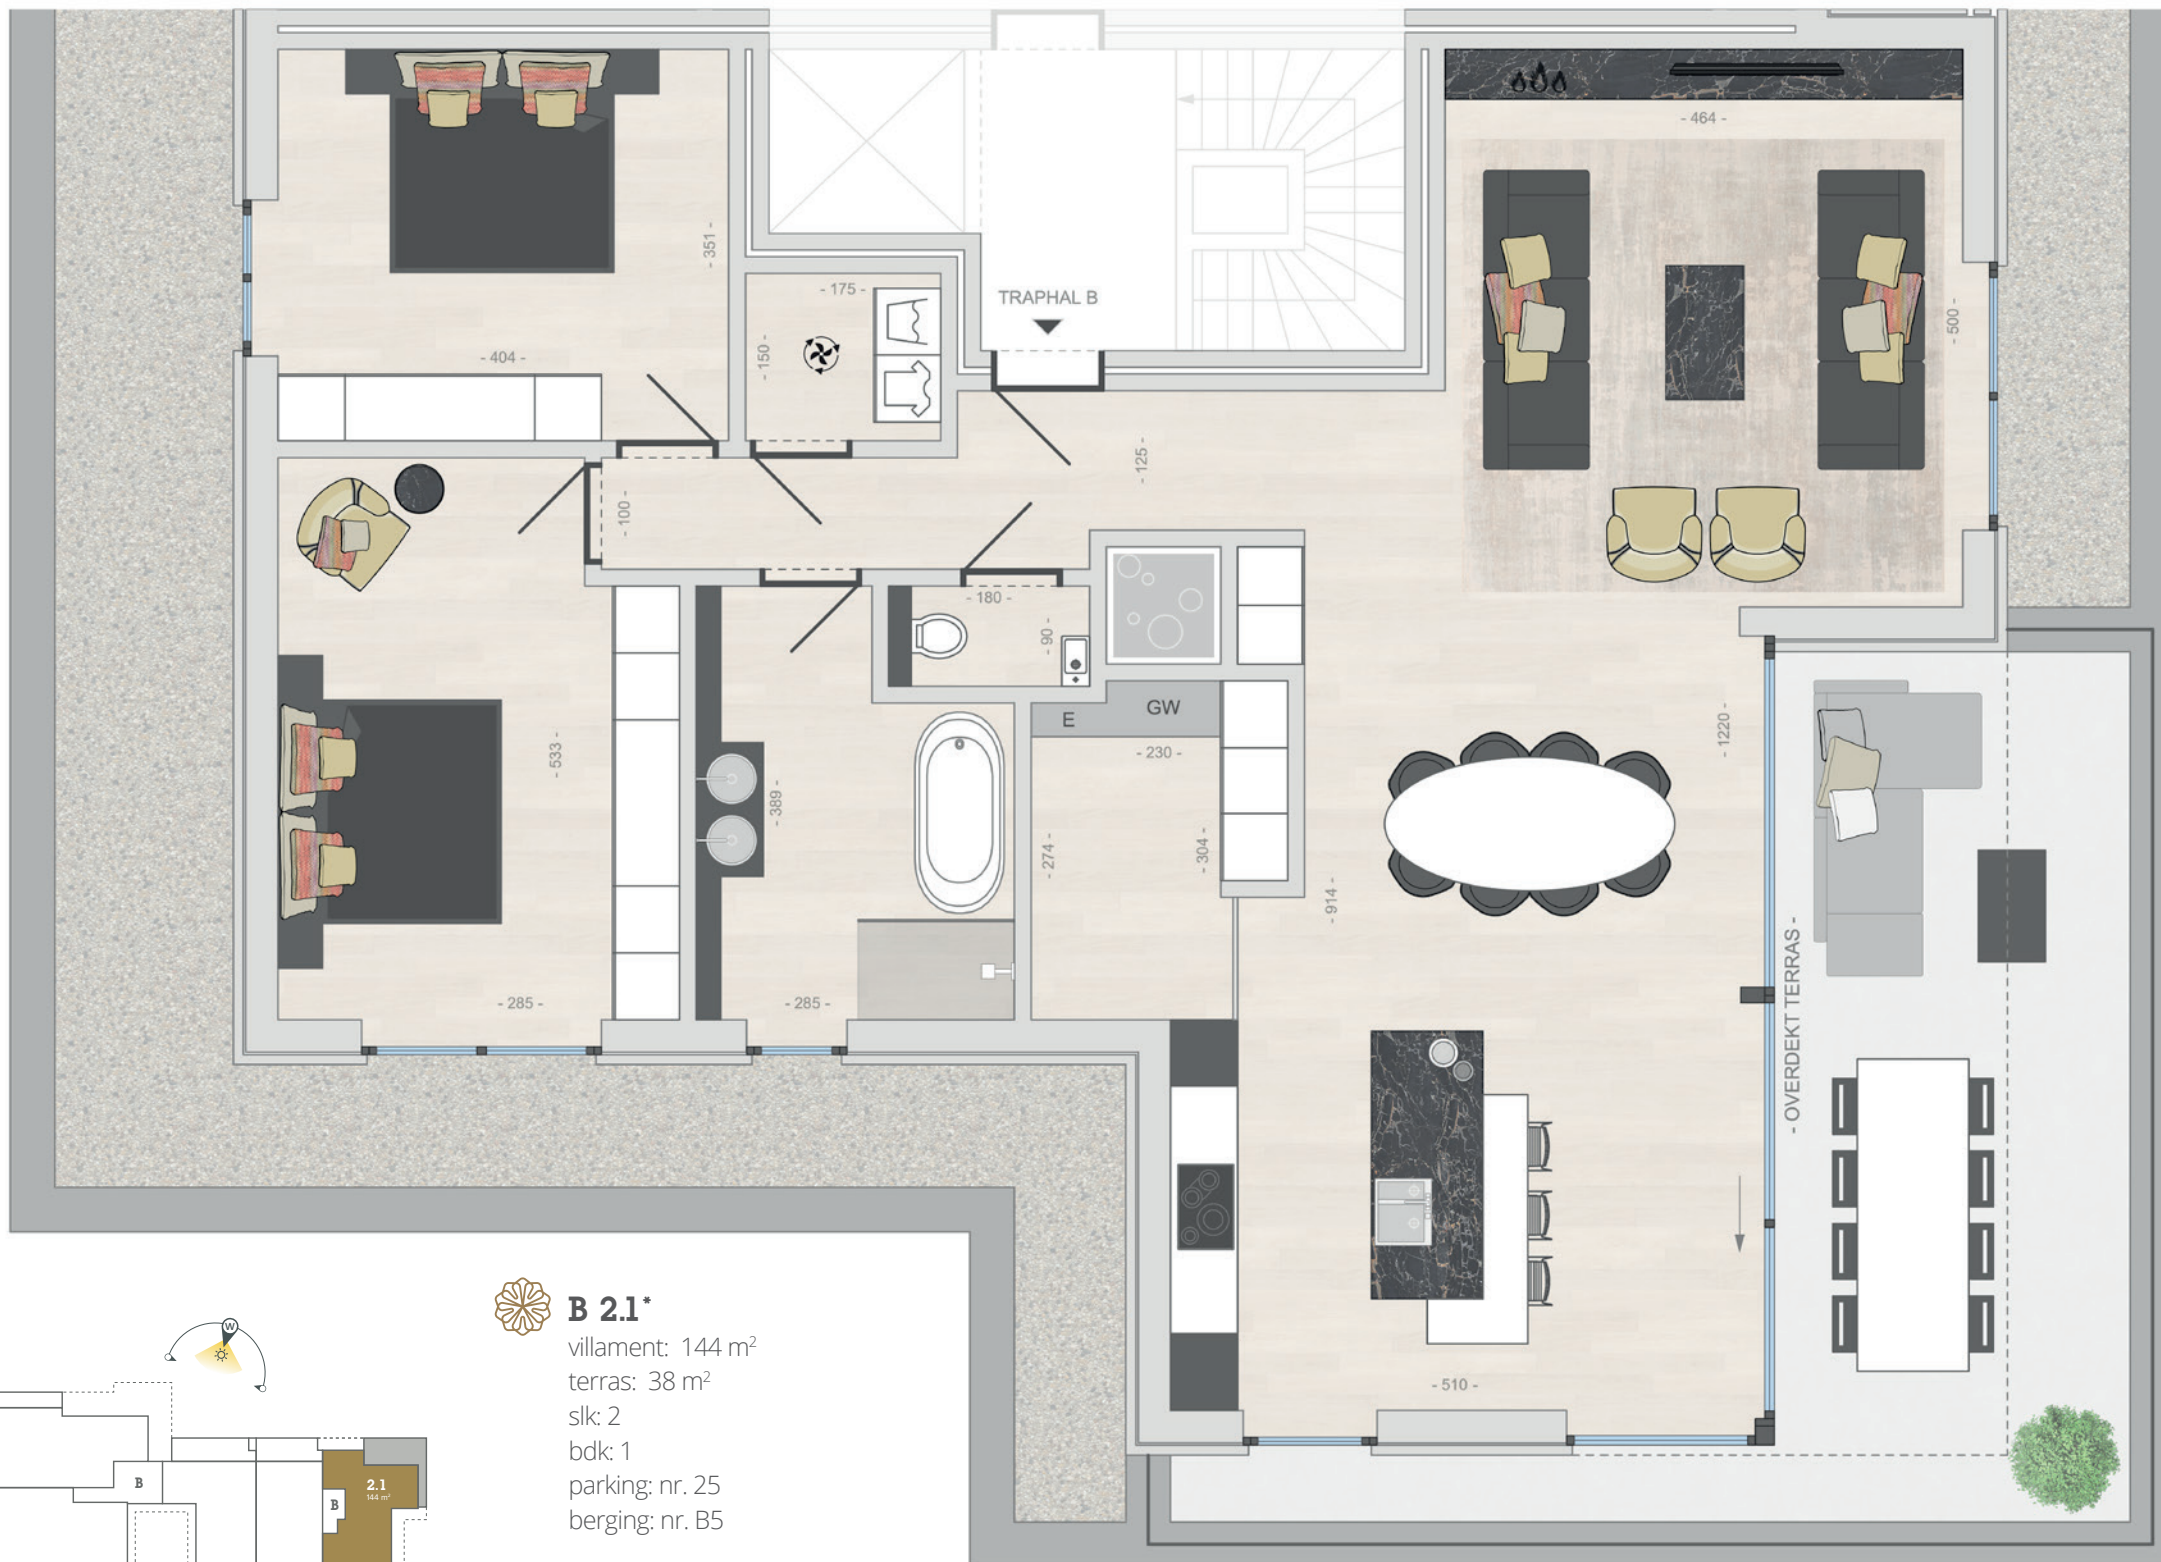 - 464 -
- 351 -
- 175 -
TRAPHAL B
- 500 -
- 150 -
- 404 -
- 125 -
- 100 -
- 180 -
- 90 -
E
GW
- 230 -
- 1220 -
- 533 -
- 389 -
- 274 -
- 304 -
- 914 -
- OVERDEKT TERRAS -
- 285 -
- 285 -
- 510 -
W
B 2.1*
villament: 144 m²
terras: 38 m²
slk: 2
bdk: 1
parking: nr. 25
berging: nr. B5
B
2.1
144 m²
B